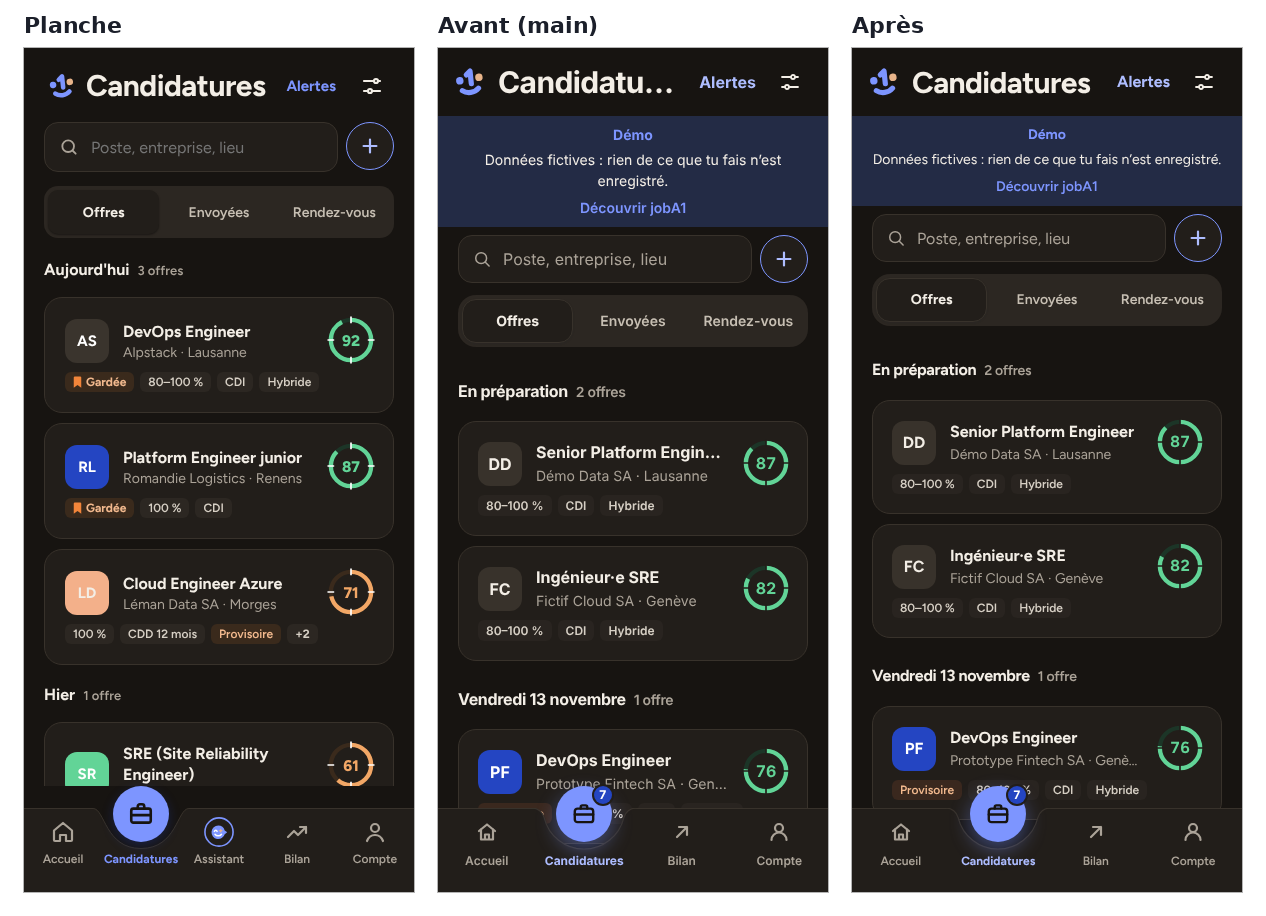 Planche
Candidatures
Alertes
Poste, entreprise, lieu
Offres
Envoyées
Rendez-vous
Aujourd'hui 3 offres
AS
DevOps Engineer
Alpstack · Lausanne
92
Gardée
80–100 %
CDI
Hybride
RL
Platform Engineer junior
Romandie Logistics · Renens
87
Gardée
100 %
CDI
LD
Cloud Engineer Azure
Léman Data SA · Morges
71
100 %
CDD 12 mois
Provisoire
+2
Hier 1 offre
SR
SRE (Site Reliability
Engineer)
61
Accueil
Candidatures
Assistant
Bilan
Compte
Avant (main)
Candidatu...
Alertes
Démo
Données fictives : rien de ce que tu fais n’est
enregistré.
Découvrir jobA1
Poste, entreprise, lieu
Offres
Envoyées
Rendez-vous
En préparation 2 offres
DD
Senior Platform Engin...
Démo Data SA · Lausanne
87
80–100 %
CDI
Hybride
FC
Ingénieur·e SRE
Fictif Cloud SA · Genève
82
80–100 %
CDI
Hybride
Vendredi 13 novembre 1 offre
PF
DevOps Engineer
Prototype Fintech SA · Gen...
76
%
7
Accueil
Candidatures
Bilan
Compte
Après
Candidatures
Alertes
Démo
Données fictives : rien de ce que tu fais n’est enregistré.
Découvrir jobA1
Poste, entreprise, lieu
Offres
Envoyées
Rendez-vous
En préparation 2 offres
DD
Senior Platform Engineer
Démo Data SA · Lausanne
87
80–100 %
CDI
Hybride
FC
Ingénieur·e SRE
Fictif Cloud SA · Genève
82
80–100 %
CDI
Hybride
Vendredi 13 novembre 1 offre
PF
DevOps Engineer
Prototype Fintech SA · Genè...
76
Provisoire
CDI
Hybride
7
Accueil
Candidatures
Bilan
Compte